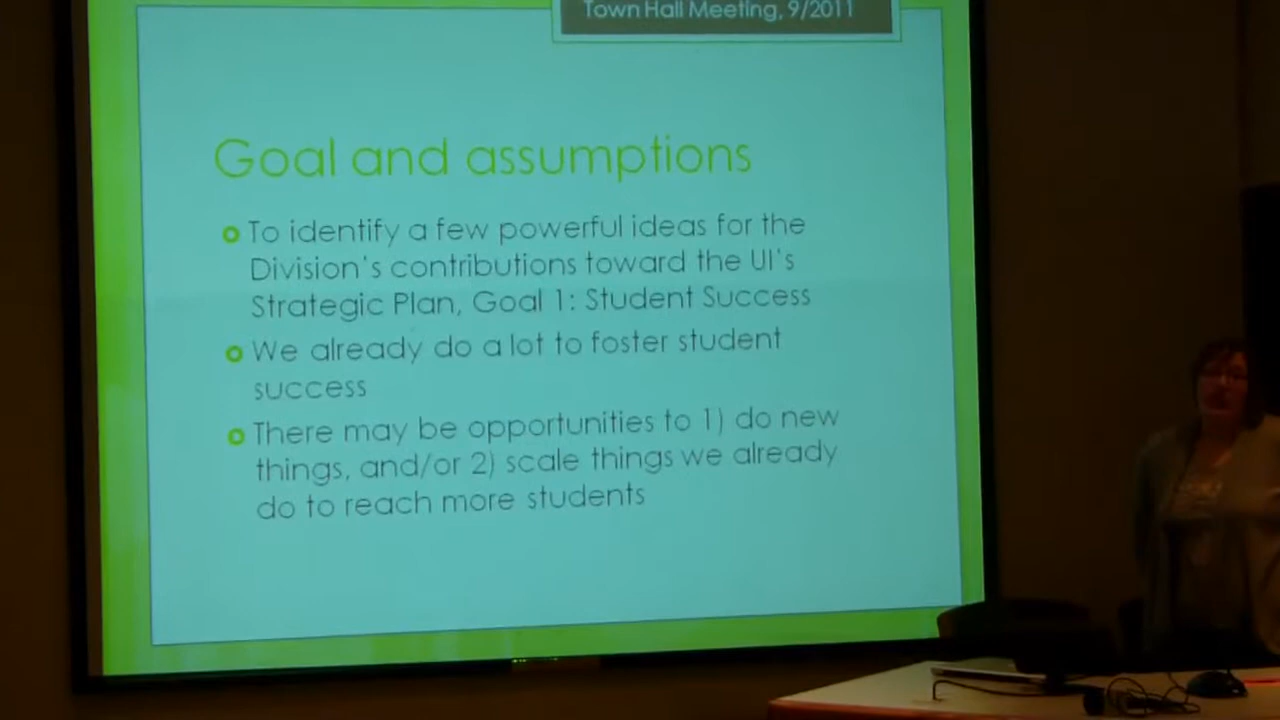 Town Hall Meeting, 9/2011
Goal and assumptions
To identify a few powerful ideas for the
Division's contributions toward the UI's
Strategic Plan, Goal 1: Student Success
We already do a lot to foster student
success
There may be opportunities to 1) do new
things, and/or 2) scale things we already
do to reach more students